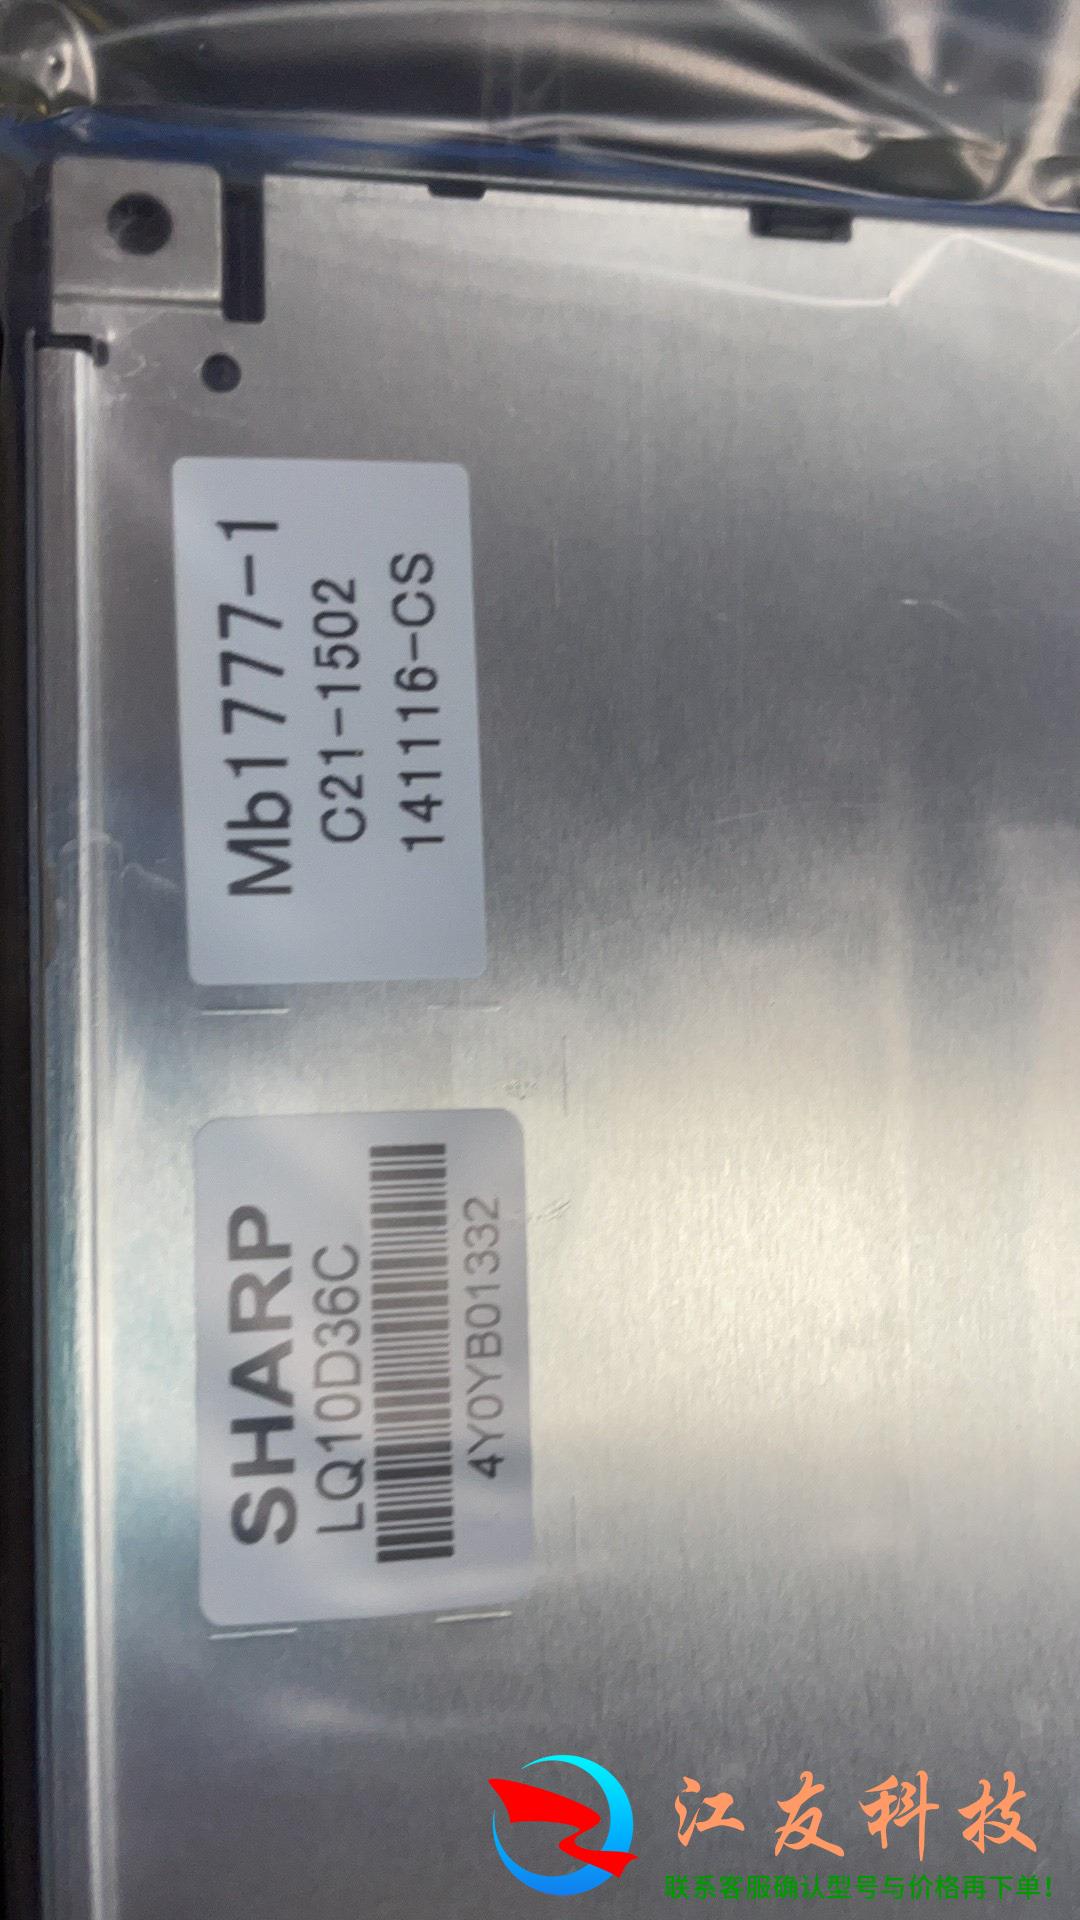 Mb1777-1
C21-1502
141116-CS
SHARP
LQ10D36C
4Y0YB01332
江友科技
联系客服确认型号与价格再下单！